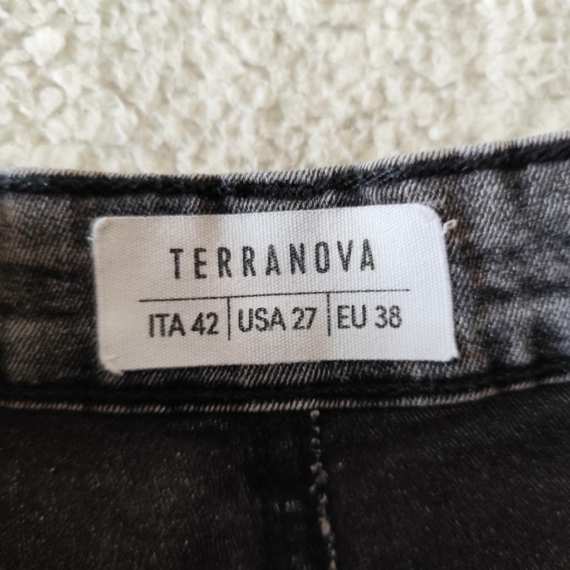 TERRANOVA
ITA 42 | USA 27 | EU 38